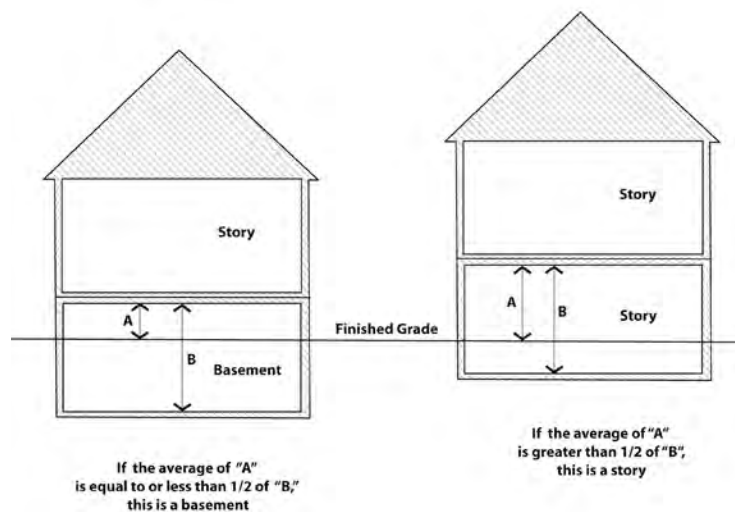 Story
A
B
Basement
If the average of "A"
is equal to or less than 1/2 of "B,"
this is a basement
Finished Grade
Story
A
B
Story
If the average of "A"
is greater than 1/2 of "B",
this is a story